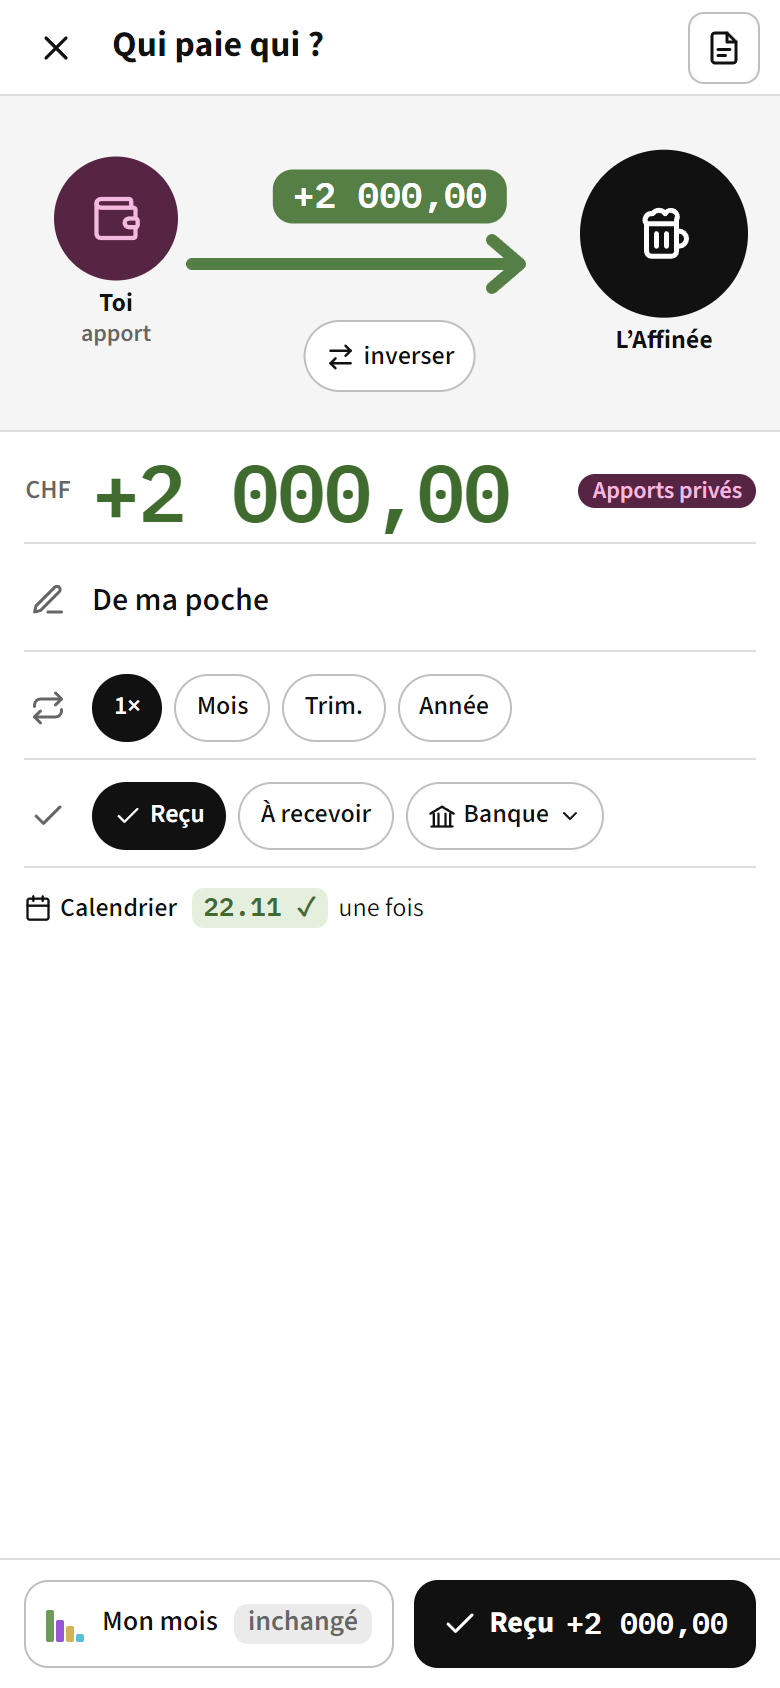 Qui paie qui ?
+2 000,00
Toi
apport
L’Affinée
inverser
CHF +2 000,00 Apports privés
De ma poche
1× Mois Trim. Année
Reçu À recevoir Banque
Calendrier 22.11 ✓ une fois
Mon mois inchangé Reçu +2 000,00